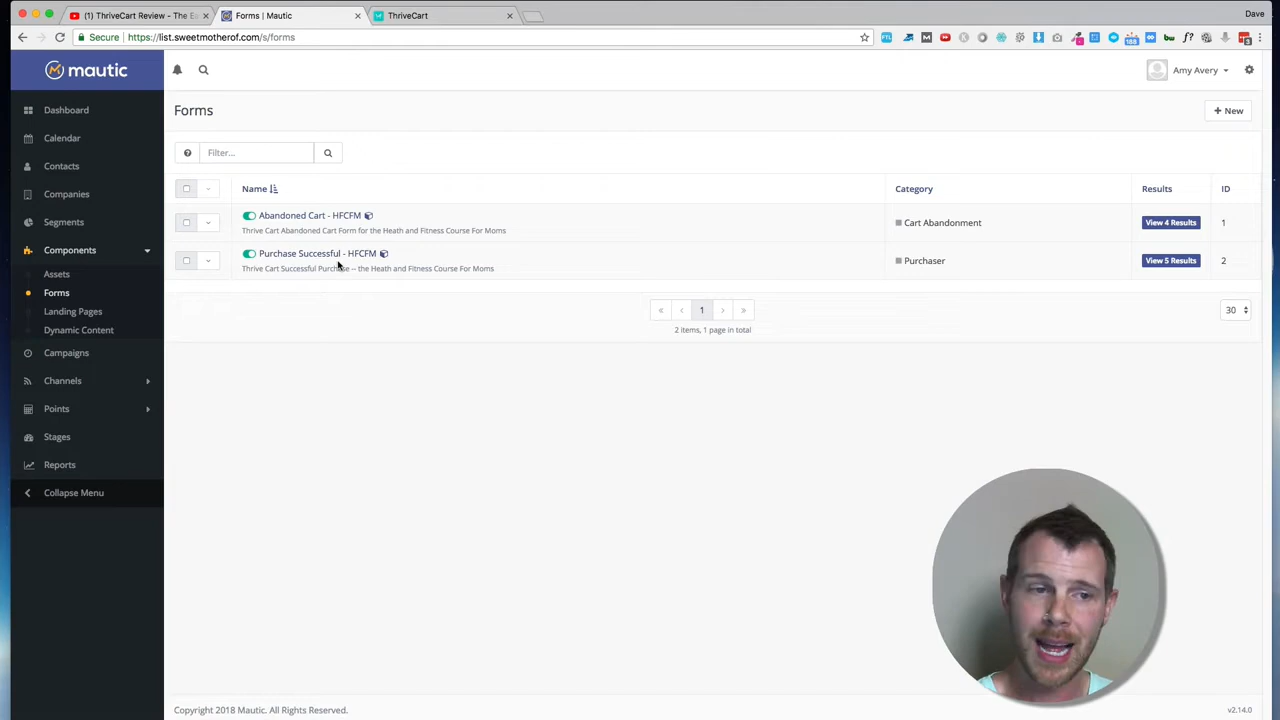 (1) ThriveCart Review - The Ea
Forms | Mautic
ThriveCart
Dave
Secure
https://list.sweetmotherof.com/s/forms
mautic
Amy Avery
Dashboard
Calendar
Contacts
Companies
Segments
Components
Assets
Forms
Landing Pages
Dynamic Content
Campaigns
Channels
Points
Stages
Reports
Collapse Menu
Forms
+ New
Filter...
Name
Category
Results
ID
Abandoned Cart - HFCFM
Thrive Cart Abandoned Cart Form for the Heath and Fitness Course For Moms
Cart Abandonment
View 4 Results
1
Purchase Successful - HFCFM
Thrive Cart Successful Purchase -- the Heath and Fitness Course For Moms
Purchaser
View 5 Results
2
« ‹ 1 › »
30
2 items, 1 page in total
Copyright 2018 Mautic. All Rights Reserved.
v2.14.0